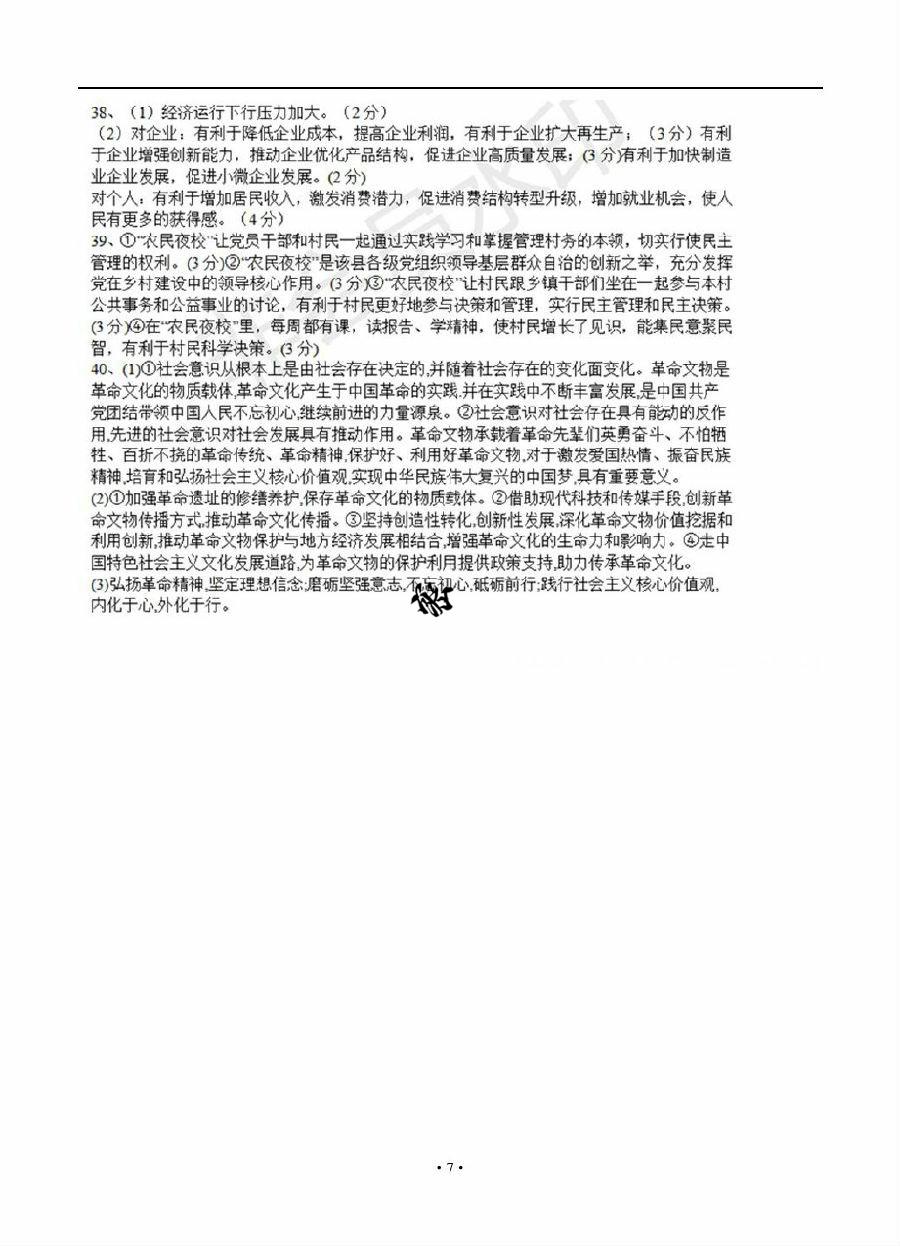 38、（1）经济运行下行压力加大。（2分）
（2）对企业：有利于降低企业成本，提高企业利润，有利于企业扩大再生产；（3分）有利
于企业增强创新能力，推动企业优化产品结构，促进企业高质量发展；(3 分)有利于加快制造
业企业发展，促进小微企业发展。(2 分)
对个人：有利于增加居民收入，激发消费潜力，促进消费结构转型升级，增加就业机会，使人
民有更多的获得感。（4 分）
39、①“农民夜校”让党员干部和村民一起通过实践学习和掌握管理村务的本领，切实行使民主
管理的权利。(3 分)②“农民夜校”是该县各级党组织领导基层群众自治的创新之举，充分发挥
党在乡村建设中的领导核心作用。(3 分)③“农民夜校”让村民跟乡镇干部们坐在一起参与本村
公共事务和公益事业的讨论，有利于村民更好地参与决策和管理，实行民主管理和民主决策。
(3 分)④在“农民夜校”里，每周都有课，读报告、学精神，使村民增长了见识，能集民意聚民
智，有利于村民科学决策。(3 分)
40、(1)①社会意识从根本上是由社会存在决定的,并随着社会存在的变化面变化。革命文物是
革命文化的物质载体,革命文化产生于中国革命的实践.并在实践中不断丰富发展,是中国共产
党团结带领中国人民不忘初心,继续前进的力量源泉。②社会意识对社会存在具有能动的反作
用,先进的社会意识对社会发展具有推动作用。革命文物承载着革命先辈们英勇奋斗、不怕牺
牲、百折不挠的革命传统、革命精神,保护好、利用好革命文物,对于激发爱国热情、振奋民族
精神,培育和弘扬社会主义核心价值观,实现中华民族伟大复兴的中国梦,具有重要意义。
(2)①加强革命遗址的修缮养护,保存革命文化的物质载体。②借助现代科技和传媒手段,创新革
命文物传播方式,推动革命文化传播。③坚持创造性转化,创新性发展,深化革命文物价值挖掘和
利用创新,推动革命文物保护与地方经济发展相结合,增强革命文化的生命力和影响力。④走中
国特色社会主义文化发展道路,为革命文物的保护利用提供政策支持,助力传承革命文化。
(3)弘扬革命精神,坚定理想信念;磨砺坚强意志,不忘初心,砥砺前行;践行社会主义核心价值观,
内化于心,外化于行。
• 7 •